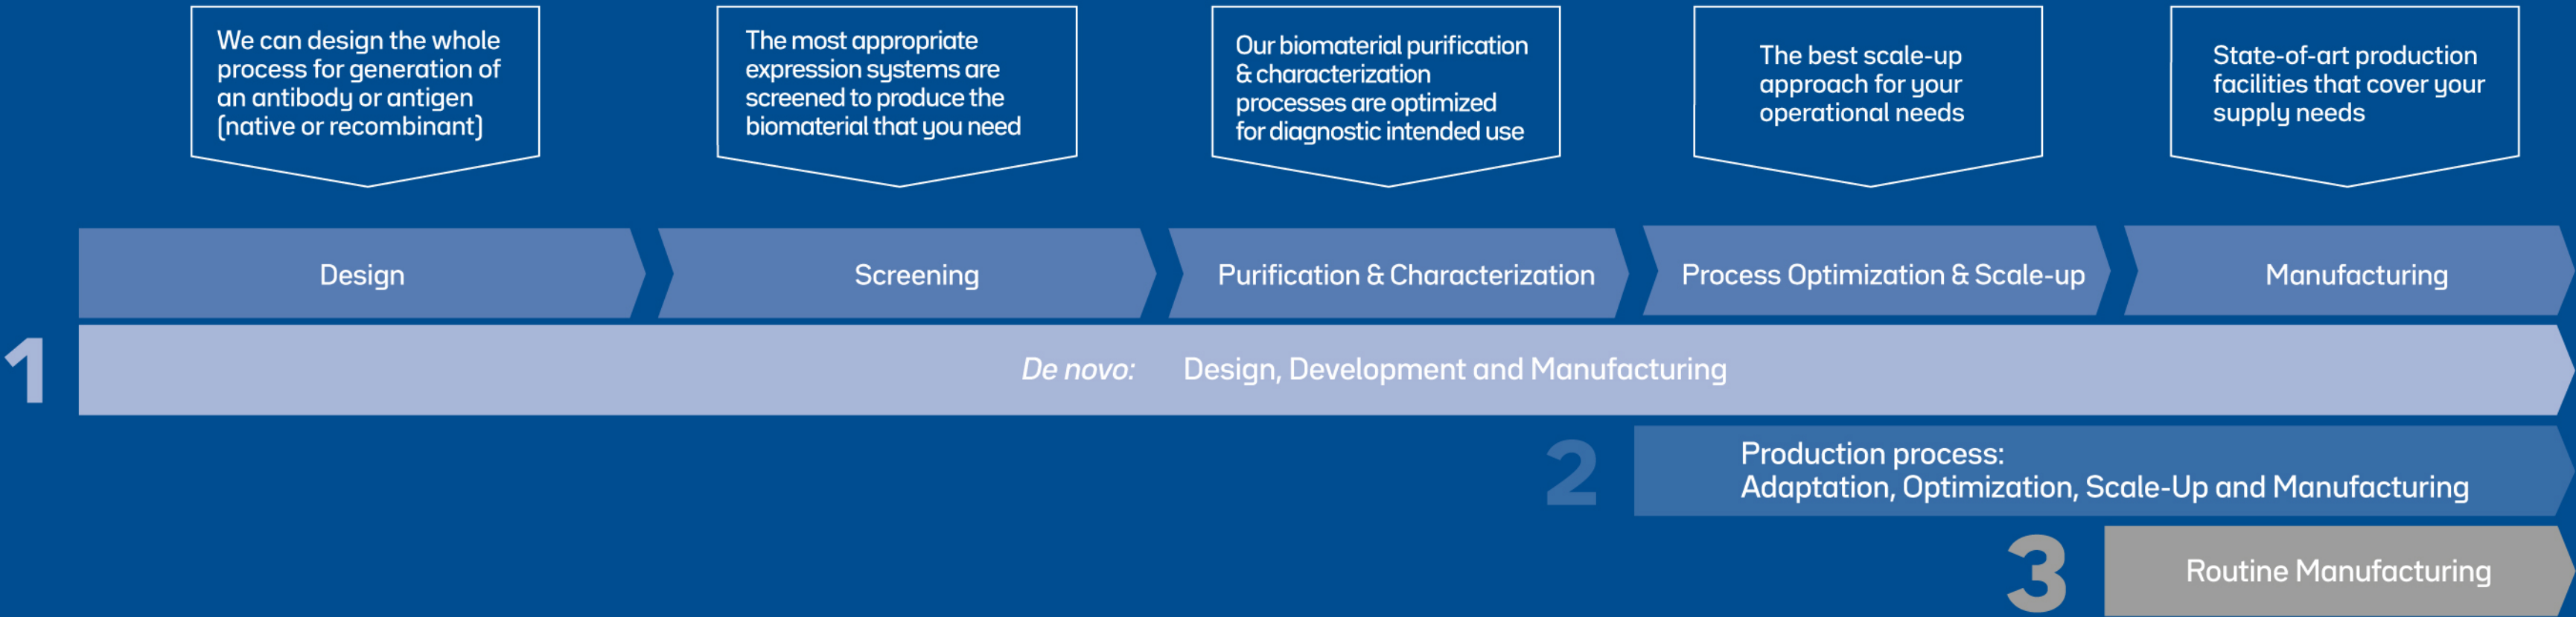 We can design the whole
process for generation of
an antibody or antigen
(native or recombinant)
The most appropriate
expression systems are
screened to produce the
biomaterial that you need
Our biomaterial purification
& characterization
processes are optimized
for diagnostic intended use
The best scale-up
approach for your
operational needs
State-of-art production
facilities that cover your
supply needs
Design
Screening
Purification & Characterization
Process Optimization & Scale-up
Manufacturing
1
De novo: Design, Development and Manufacturing
2
Production process:
Adaptation, Optimization, Scale-Up and Manufacturing
3
Routine Manufacturing